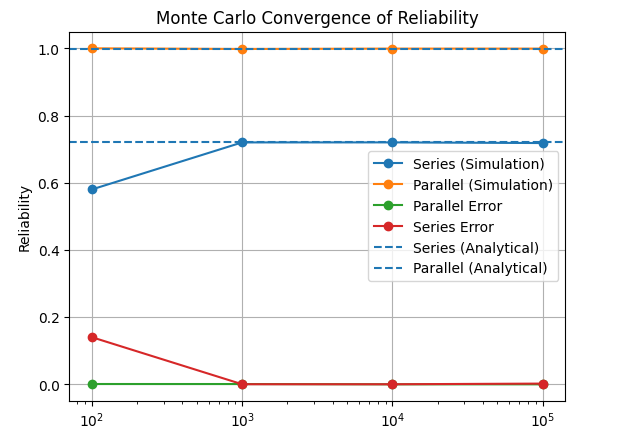 Monte Carlo Convergence of Reliability
1.0
0.8
0.6
0.4
0.2
0.0
Reliability
Series (Simulation)
Parallel (Simulation)
Parallel Error
Series Error
Series (Analytical)
Parallel (Analytical)
10² 10³ 10⁴ 10⁵